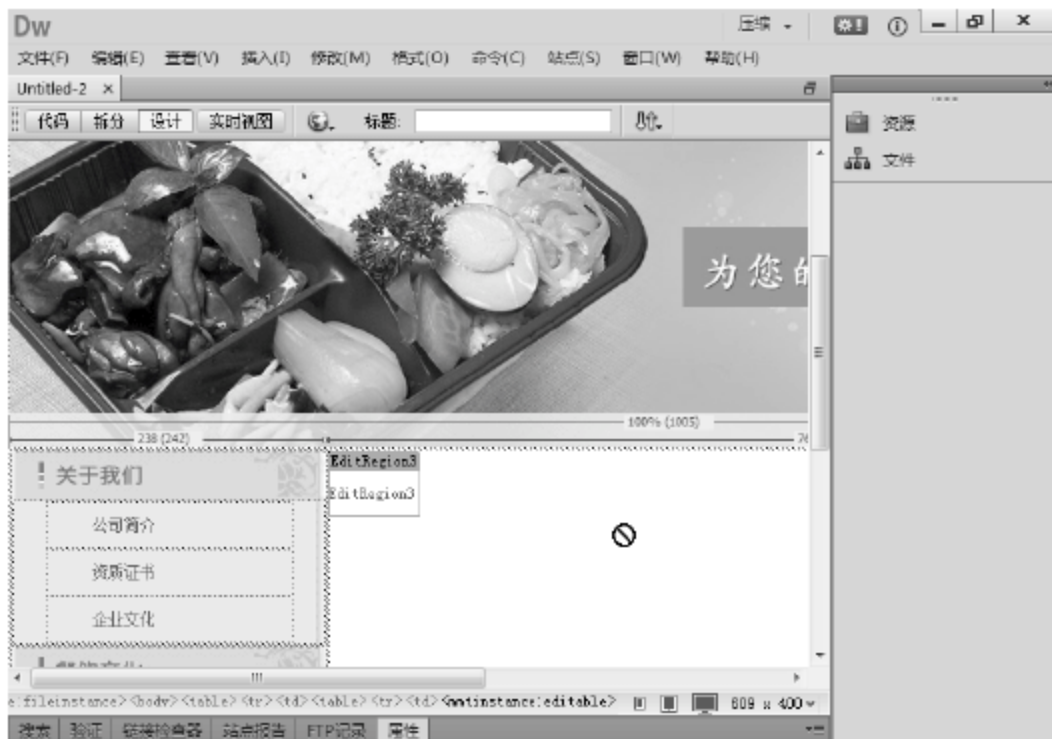 Dw
压缩
文件(F) 编辑(E) 查看(V) 插入(I) 修改(M) 格式(O) 命令(C) 站点(S) 窗口(W) 帮助(H)
Untitled-2 ×
代码 拆分 设计 实时视图 标题:
资源
文件
为您的
100% (1005)
238 (242)
76
关于我们
EditRegion3
EditRegion3
公司简介
资质证书
企业文化
e:fileinstance><body><table><tr><td><table><tr><td><mmtinstance:editable>
609 x 400
搜索 验证 链接检查器 站点报告 FTP记录 属性